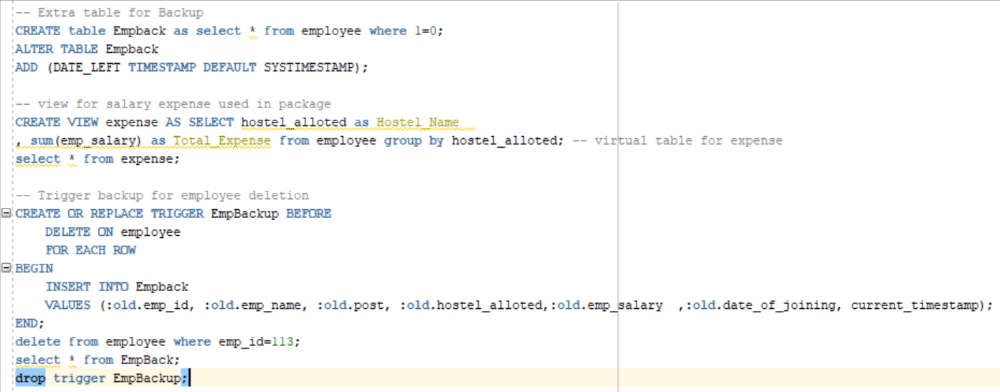 -- Extra table for Backup
CREATE table Empback as select * from employee where 1=0;
ALTER TABLE Empback
ADD (DATE_LEFT TIMESTAMP DEFAULT SYSTIMESTAMP);
-- view for salary expense used in package
CREATE VIEW expense AS SELECT hostel_alloted as Hostel_Name
, sum(emp_salary) as Total_Expense from employee group by hostel_alloted; -- virtual table for expense
select * from expense;
-- Trigger backup for employee deletion
CREATE OR REPLACE TRIGGER EmpBackup BEFORE
DELETE ON employee
FOR EACH ROW
BEGIN
INSERT INTO Empback
VALUES (:old.emp_id, :old.emp_name, :old.post, :old.hostel_alloted,:old.emp_salary  ,:old.date_of_joining, current_timestamp);
END;
delete from employee where emp_id=113;
select * from EmpBack;
drop trigger EmpBackup;